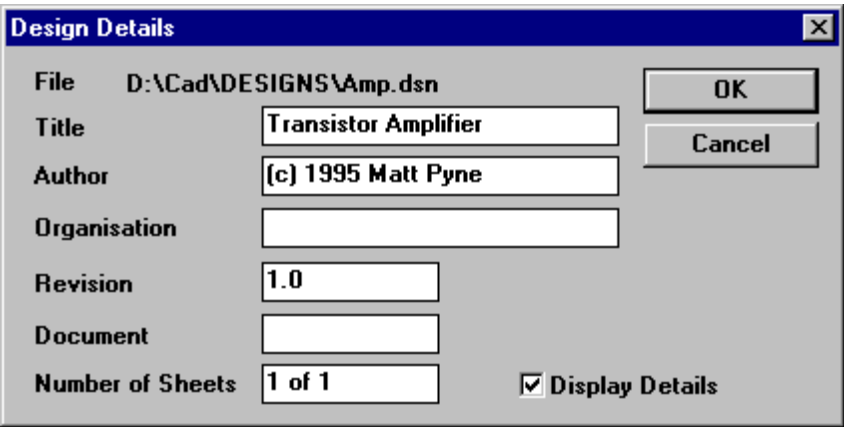 Design Details
File D:\Cad\DESIGNS\Amp.dsn
OK
Title Transistor Amplifier
Cancel
Author (c) 1995 Matt Pyne
Organisation
Revision 1.0
Document
Number of Sheets 1 of 1
Display Details